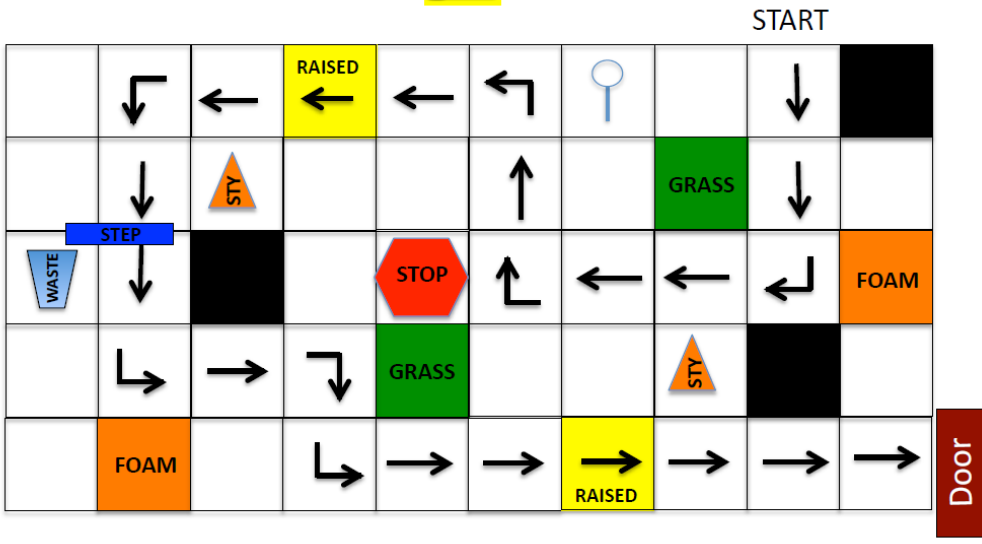 START
RAISED
STY
GRASS
STEP
WASTE
STOP
FOAM
GRASS
STY
FOAM
RAISED
Door